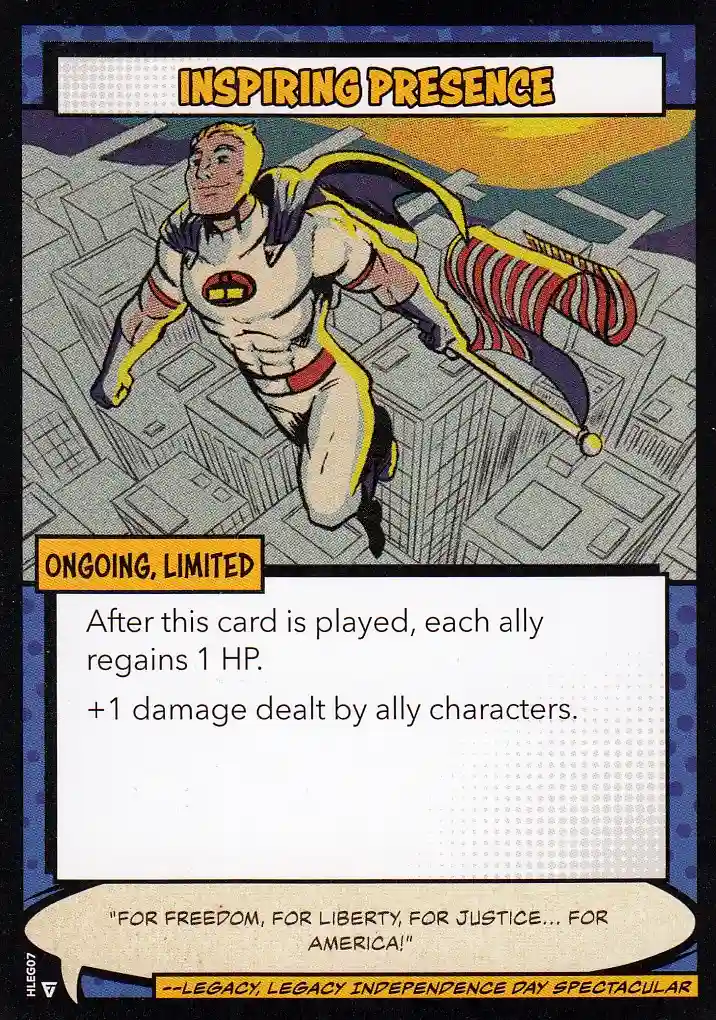 INSPIRING PRESENCE
ONGOING, LIMITED
After this card is played, each ally
regains 1 HP.
+1 damage dealt by ally characters.
"FOR FREEDOM, FOR LIBERTY, FOR JUSTICE... FOR
AMERICA!"
--LEGACY, LEGACY INDEPENDENCE DAY SPECTACULAR
HLEG07